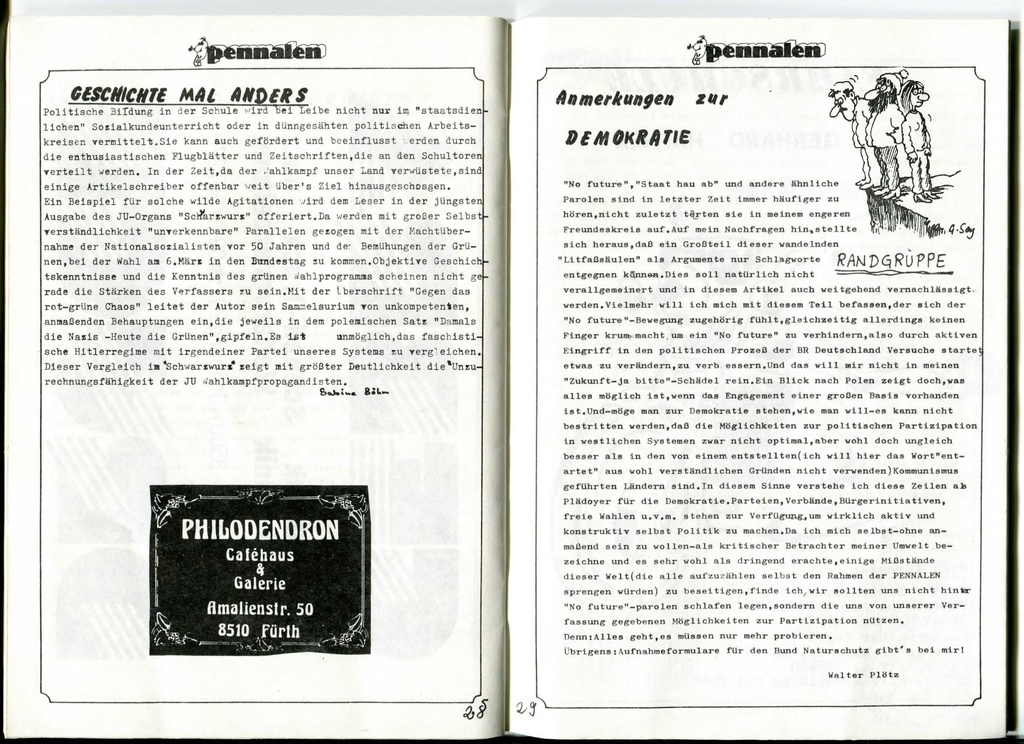 pennalen
GESCHICHTE MAL ANDERS
Politische Bildung in der Schule wird bei Leibe nicht nur im "staatsdien-
lichen" Sozialkundeunterricht oder in dünngesähten politischen Arbeits-
kreisen vermittelt.Sie kann auch gefördert und beeinflusst werden durch
die enthusiastischen Flugblätter und Zeitschriften,die an den Schultoren
verteilt werden. In der Zeit,da der Wahlkampf unser Land verwüstete,sind
einige Artikelschreiber offenbar weit über's Ziel hinausgeschossen.
Ein Beispiel für solche wilde Agitationen wird dem Leser in der jüngsten
Ausgabe des JU-Organs "Schwarzwurz" offeriert.Da werden mit großer Selbst-
verständlichkeit "unverkennbare" Parallelen gezogen mit der Machtüber-
nahme der Nationalsozialisten vor 50 Jahren und der Bemühungen der Grü-
nen,bei der Wahl am 6.März in den Bundestag zu kommen.Objektive Geschich-
tskenntnisse und die Kenntnis des grünen Wahlprogramms scheinen nicht ge-
rade die Stärken des Verfassers zu sein.Mit der Überschrift "Gegen das
rot-grüne Chaos" leitet der Autor sein Sammelsurium von unkompetenten,
anmaßenden Behauptungen ein,die jeweils in dem polemischen Satz "Damals
die Nazis -Heute die Grünen",gipfeln.Es ist unmöglich,das faschisti-
sche Hitlerregime mit irgendeiner Partei unseres Systems zu vergleichen.
Dieser Vergleich im "Schwarzwurz" zeigt mit größter Deutlichkeit die Unzu-
rechnungsfähigkeit der JU Wahlkampfpropagandisten.
Sabine Böhm
PHILODENDRON
Caféhaus
&
Galerie
Amalienstr. 50
8510 Fürth
28
pennalen
Anmerkungen zur
DEMOKRATIE
"No future","Staat hau ab" und andere ähnliche
Parolen sind in letzter Zeit immer häufiger zu
hören,nicht zuletzt törten sie in meinem engeren
Freundeskreis auf.Auf mein Nachfragen hin,stellte
sich heraus,daß ein Großteil dieser wandelnden
"Litfaßsäulen" als Argumente nur Schlagworte
entgegnen können.Dies soll natürlich nicht
RANDGRUPPE
verallgemeinert und in diesem Artikel auch weitgehend vernachlässigt.
werden.Vielmehr will ich mich mit diesem Teil befassen,der sich der
"No future"-Bewegung zugehörig fühlt,gleichzeitig allerdings keinen
Finger krumm macht,um ein "No future" zu verhindern,also durch aktiven
Eingriff in den politischen Prozeß der BR Deutschland Versuche startet
etwas zu verändern,zu verb essern.Und das will mir nicht in meinen
"Zukunft-ja bitte"-Schädel rein.Ein Blick nach Polen zeigt doch,was
alles möglich ist,wenn das Engagement einer großen Basis vorhanden
ist.Und-möge man zur Demokratie stehen,wie man will-es kann nicht
bestritten werden,daß die Möglichkeiten zur politischen Partizipation
in westlichen Systemen zwar nicht optimal,aber wohl doch ungleich
besser als in den von einem entstellten(ich will hier das Wort"ent-
artet" aus wohl verständlichen Gründen nicht verwenden)Kommunismus
geführten Ländern sind.In diesem Sinne verstehe ich diese Zeilen als
Plädoyer für die Demokratie.Parteien,Verbände,Bürgerinitiativen,
freie Wahlen u.v.m. stehen zur Verfügung,um wirklich aktiv und
konstruktiv selbst Politik zu machen.Da ich mich selbst-ohne an-
maßend sein zu wollen-als kritischer Betrachter meiner Umwelt be-
zeichne und es sehr wohl als dringend erachte,einige Mißstände
dieser Welt(die alle aufzuzählen selbst den Rahmen der PENNALEN
sprengen würden) zu beseitigen,finde ich,wir sollten uns nicht hinter
"No future"-parolen schlafen legen,sondern die uns von unserer Ver-
fassung gegebenen Möglichkeiten zur Partizipation nützen.
Denn:Alles geht,es müssen nur mehr probieren.
Übrigens:Aufnahmeformulare für den Bund Naturschutz gibt's bei mir!
Walter Plötz
29